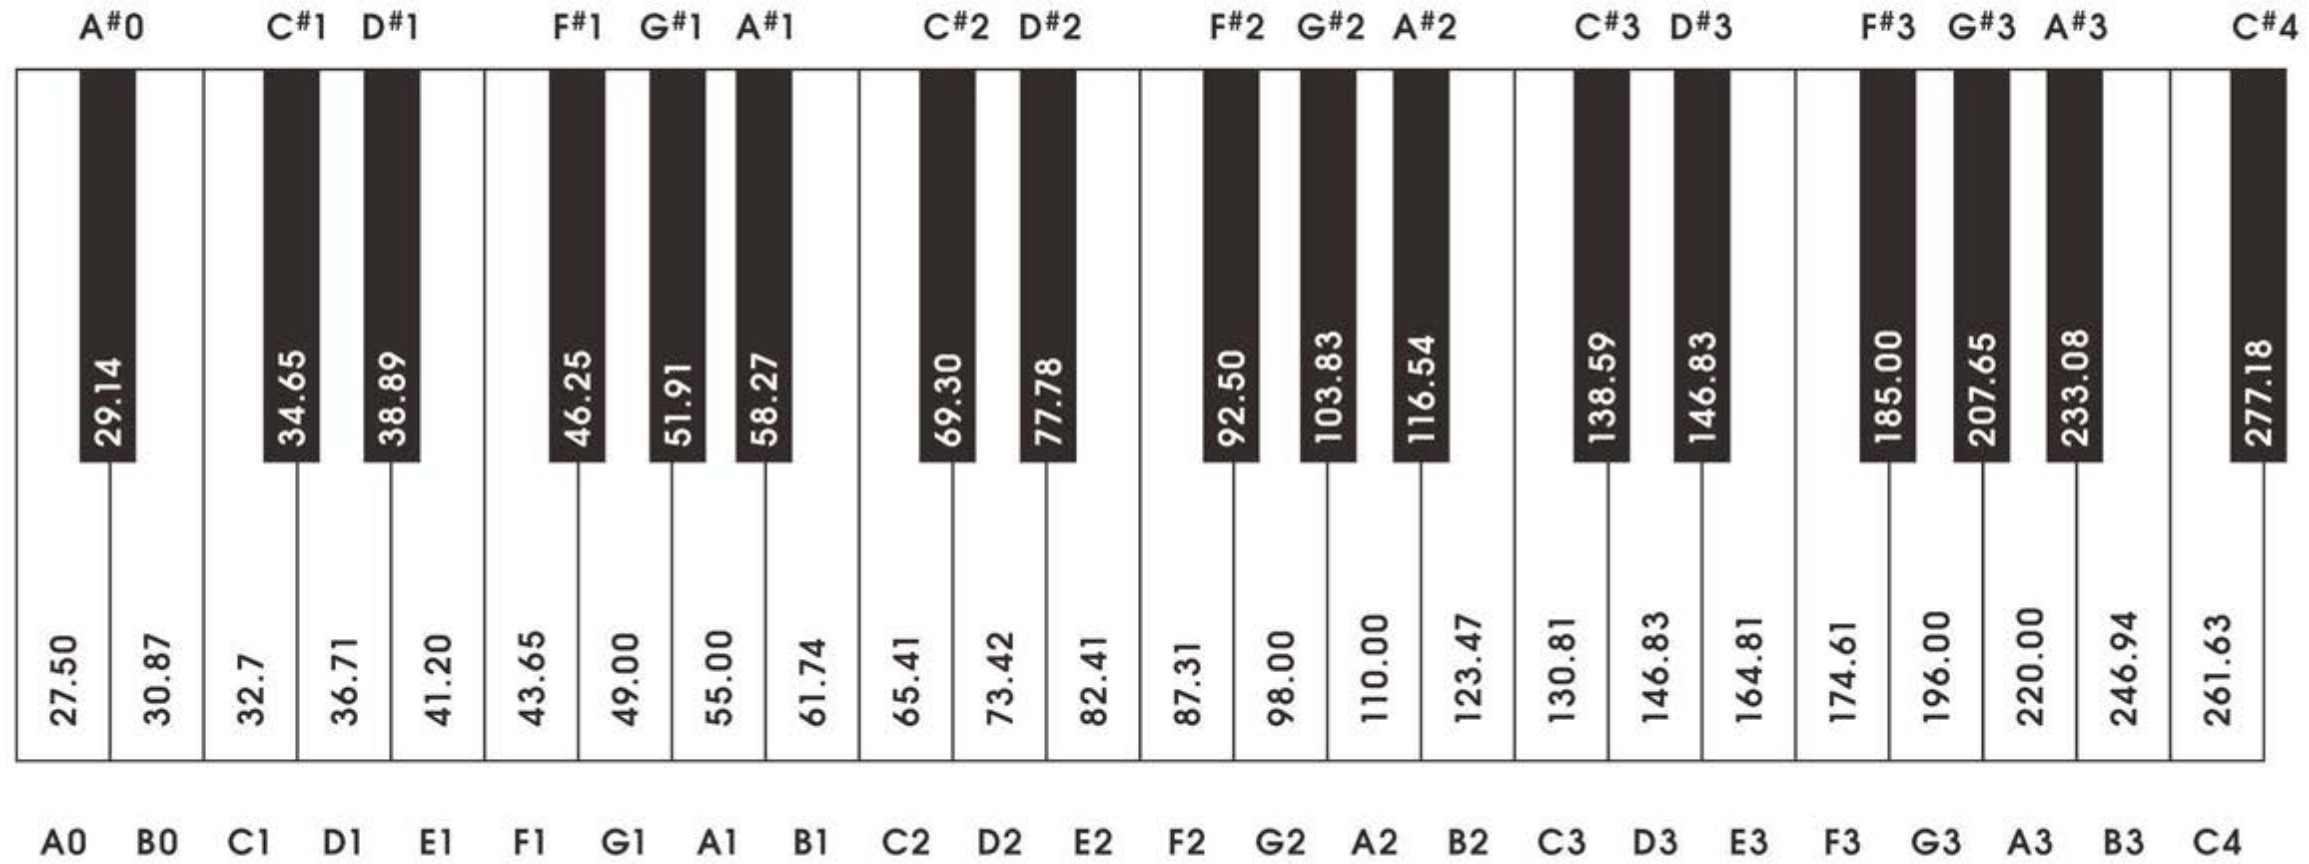 A#0 C#1 D#1 F#1 G#1 A#1 C#2 D#2 F#2 G#2 A#2 C#3 D#3 F#3 G#3 A#3 C#4
29.14 34.65 38.89 46.25 51.91 58.27 69.30 77.78 92.50 103.83 116.54 138.59 146.83 185.00 207.65 233.08 277.18
27.50 30.87 32.7 36.71 41.20 43.65 49.00 55.00 61.74 65.41 73.42 82.41 87.31 98.00 110.00 123.47 130.81 146.83 164.81 174.61 196.00 220.00 246.94 261.63
A0 B0 C1 D1 E1 F1 G1 A1 B1 C2 D2 E2 F2 G2 A2 B2 C3 D3 E3 F3 G3 A3 B3 C4